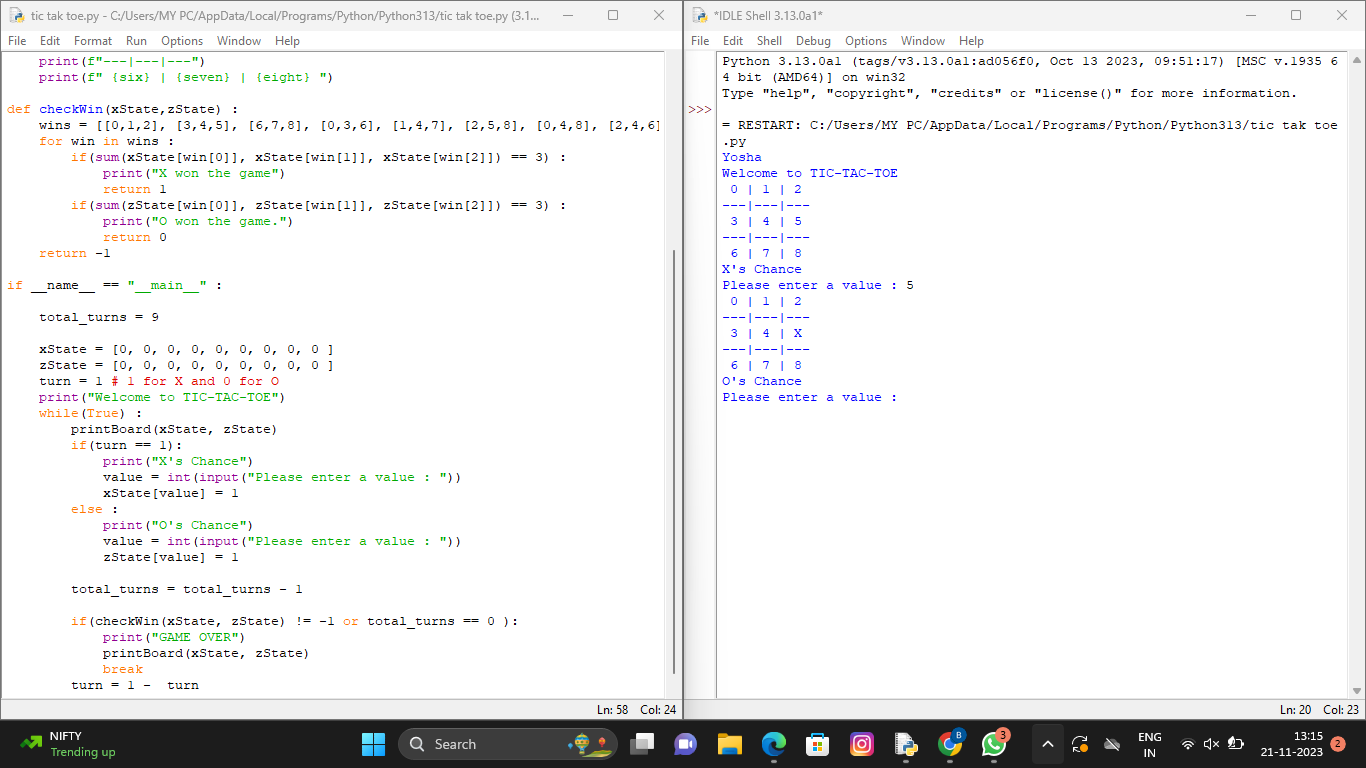 tic tak toe.py - C:/Users/MY PC/AppData/Local/Programs/Python/Python313/tic tak toe.py (3.1...
File Edit Format Run Options Window Help
print(f"---|---|---")
print(f" {six} | {seven} | {eight} ")
def checkWin(xState,zState) :
wins = [[0,1,2], [3,4,5], [6,7,8], [0,3,6], [1,4,7], [2,5,8], [0,4,8], [2,4,6]
for win in wins :
if(sum(xState[win[0]], xState[win[1]], xState[win[2]]) == 3) :
print("X won the game")
return 1
if(sum(zState[win[0]], zState[win[1]], zState[win[2]]) == 3) :
print("O won the game.")
return 0
return -1
if __name__ == "__main__" :
total_turns = 9
xState = [0, 0, 0, 0, 0, 0, 0, 0, 0 ]
zState = [0, 0, 0, 0, 0, 0, 0, 0, 0 ]
turn = 1 # 1 for X and 0 for O
print("Welcome to TIC-TAC-TOE")
while(True) :
printBoard(xState, zState)
if(turn == 1):
print("X's Chance")
value = int(input("Please enter a value : "))
xState[value] = 1
else :
print("O's Chance")
value = int(input("Please enter a value : "))
zState[value] = 1
total_turns = total_turns - 1
if(checkWin(xState, zState) != -1 or total_turns == 0 ):
print("GAME OVER")
printBoard(xState, zState)
break
turn = 1 -  turn
Ln: 58 Col: 24
*IDLE Shell 3.13.0a1*
File Edit Shell Debug Options Window Help
Python 3.13.0a1 (tags/v3.13.0a1:ad056f0, Oct 13 2023, 09:51:17) [MSC v.1935 6
4 bit (AMD64)] on win32
Type "help", "copyright", "credits" or "license()" for more information.
>>>
= RESTART: C:/Users/MY PC/AppData/Local/Programs/Python/Python313/tic tak toe
.py
Yosha
Welcome to TIC-TAC-TOE
0 | 1 | 2
---|---|---
3 | 4 | 5
---|---|---
6 | 7 | 8
X's Chance
Please enter a value : 5
0 | 1 | 2
---|---|---
3 | 4 | X
---|---|---
6 | 7 | 8
O's Chance
Please enter a value :
Ln: 20 Col: 23
NIFTY
Trending up
Search
B
3
ENG
IN
13:15
21-11-2023
2